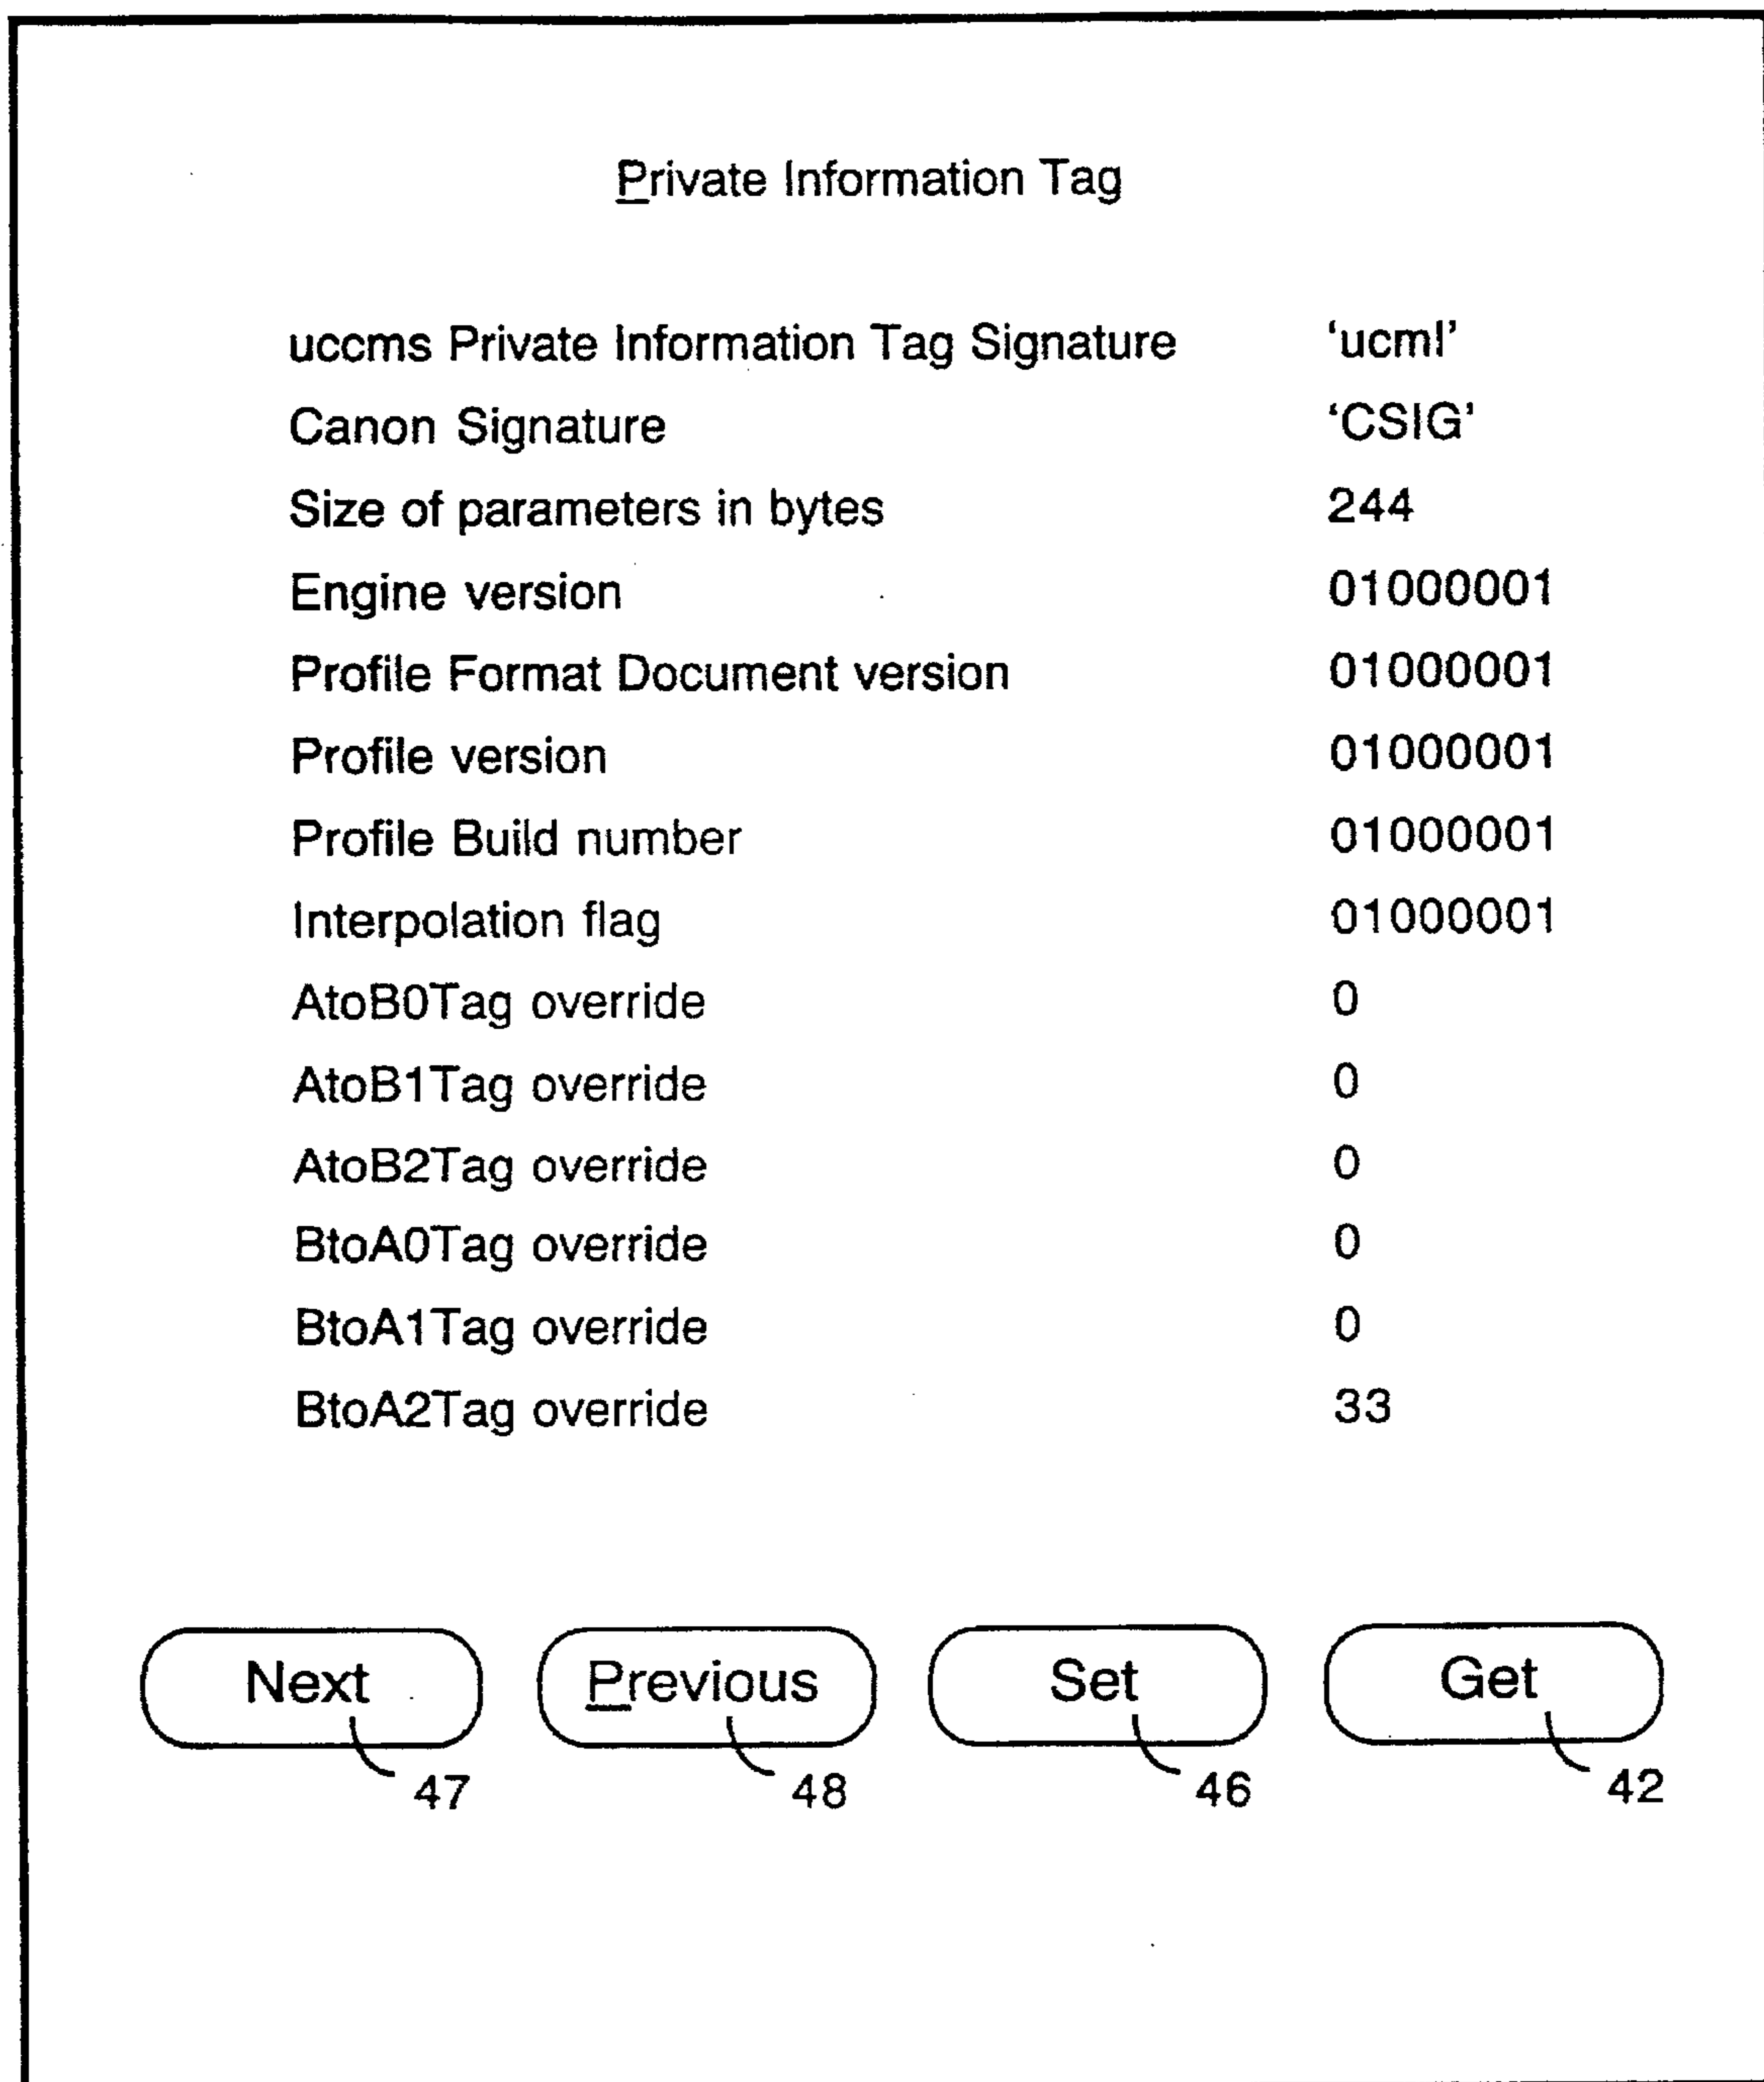 Private Information Tag
uccms Private Information Tag Signature 'ucml'
Canon Signature 'CSIG'
Size of parameters in bytes 244
Engine version 01000001
Profile Format Document version 01000001
Profile version 01000001
Profile Build number 01000001
Interpolation flag 01000001
AtoB0Tag override 0
AtoB1Tag override 0
AtoB2Tag override 0
BtoA0Tag override 0
BtoA1Tag override 0
BtoA2Tag override 33
Next Previous Set Get
47 48 46 42